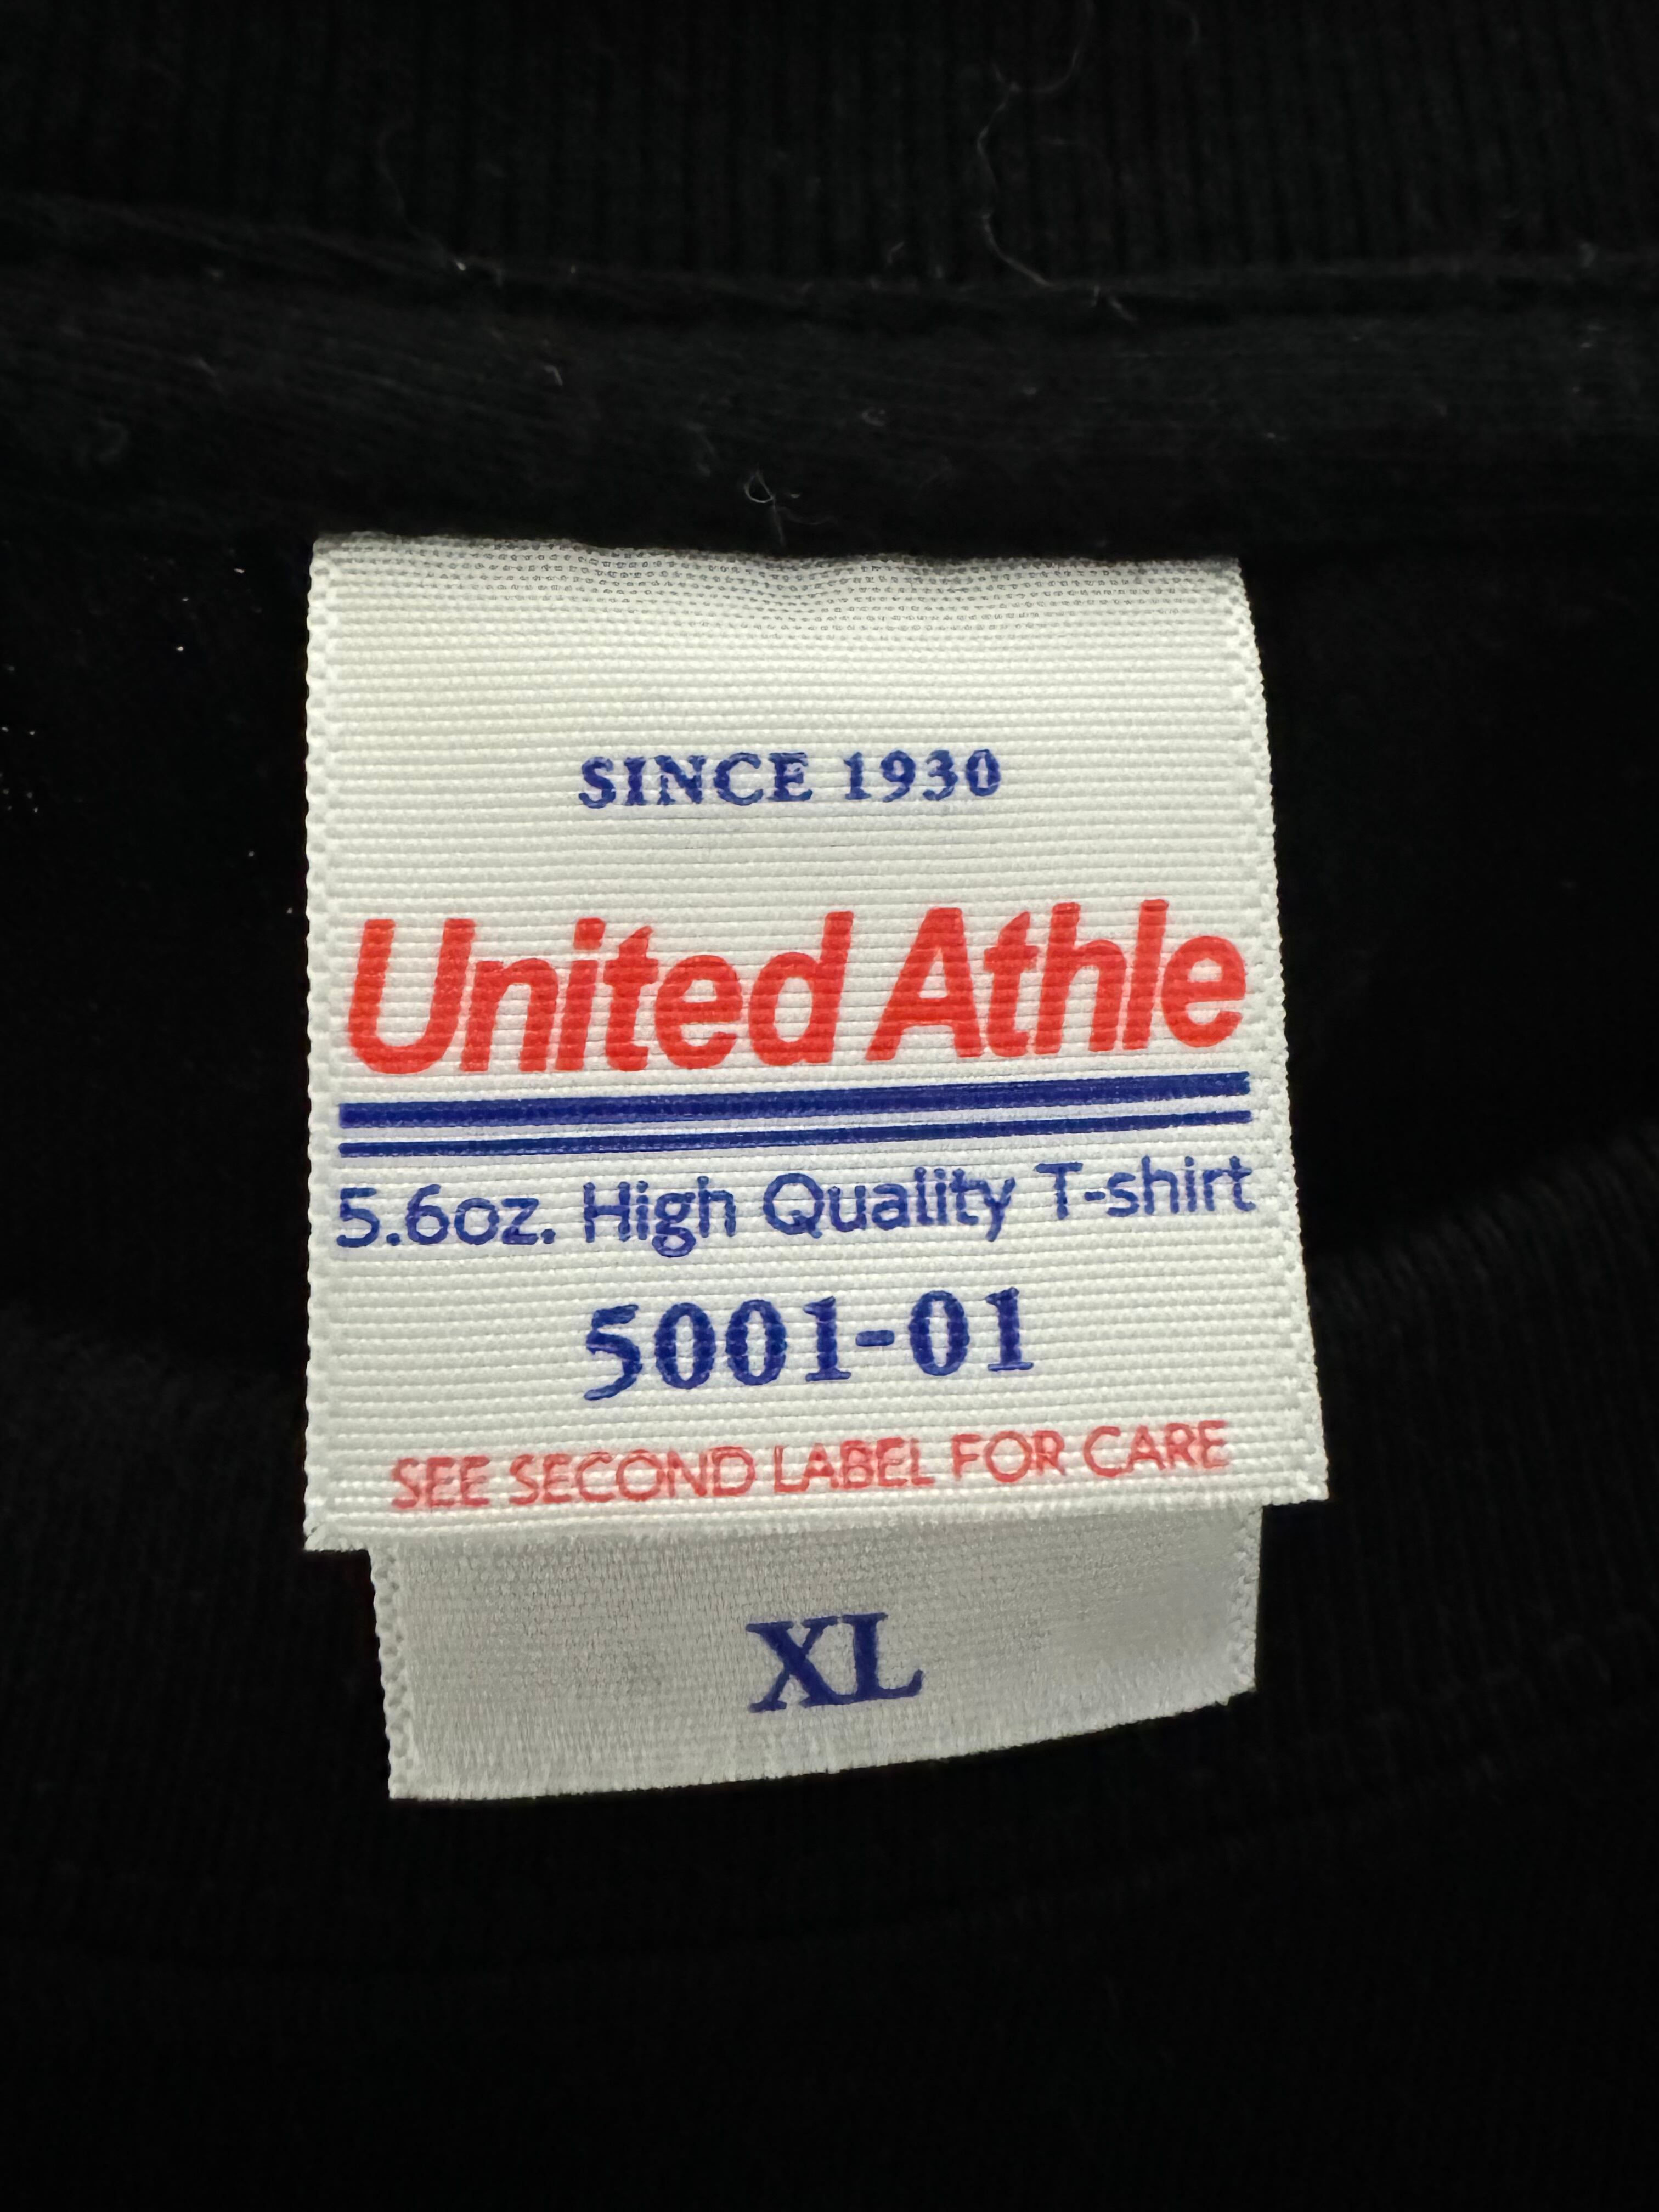 SINCE 1930
United Athle
5.6oz. High Quality T-shirt
5001-01
SEE SECOND LABEL FOR CARE
XL